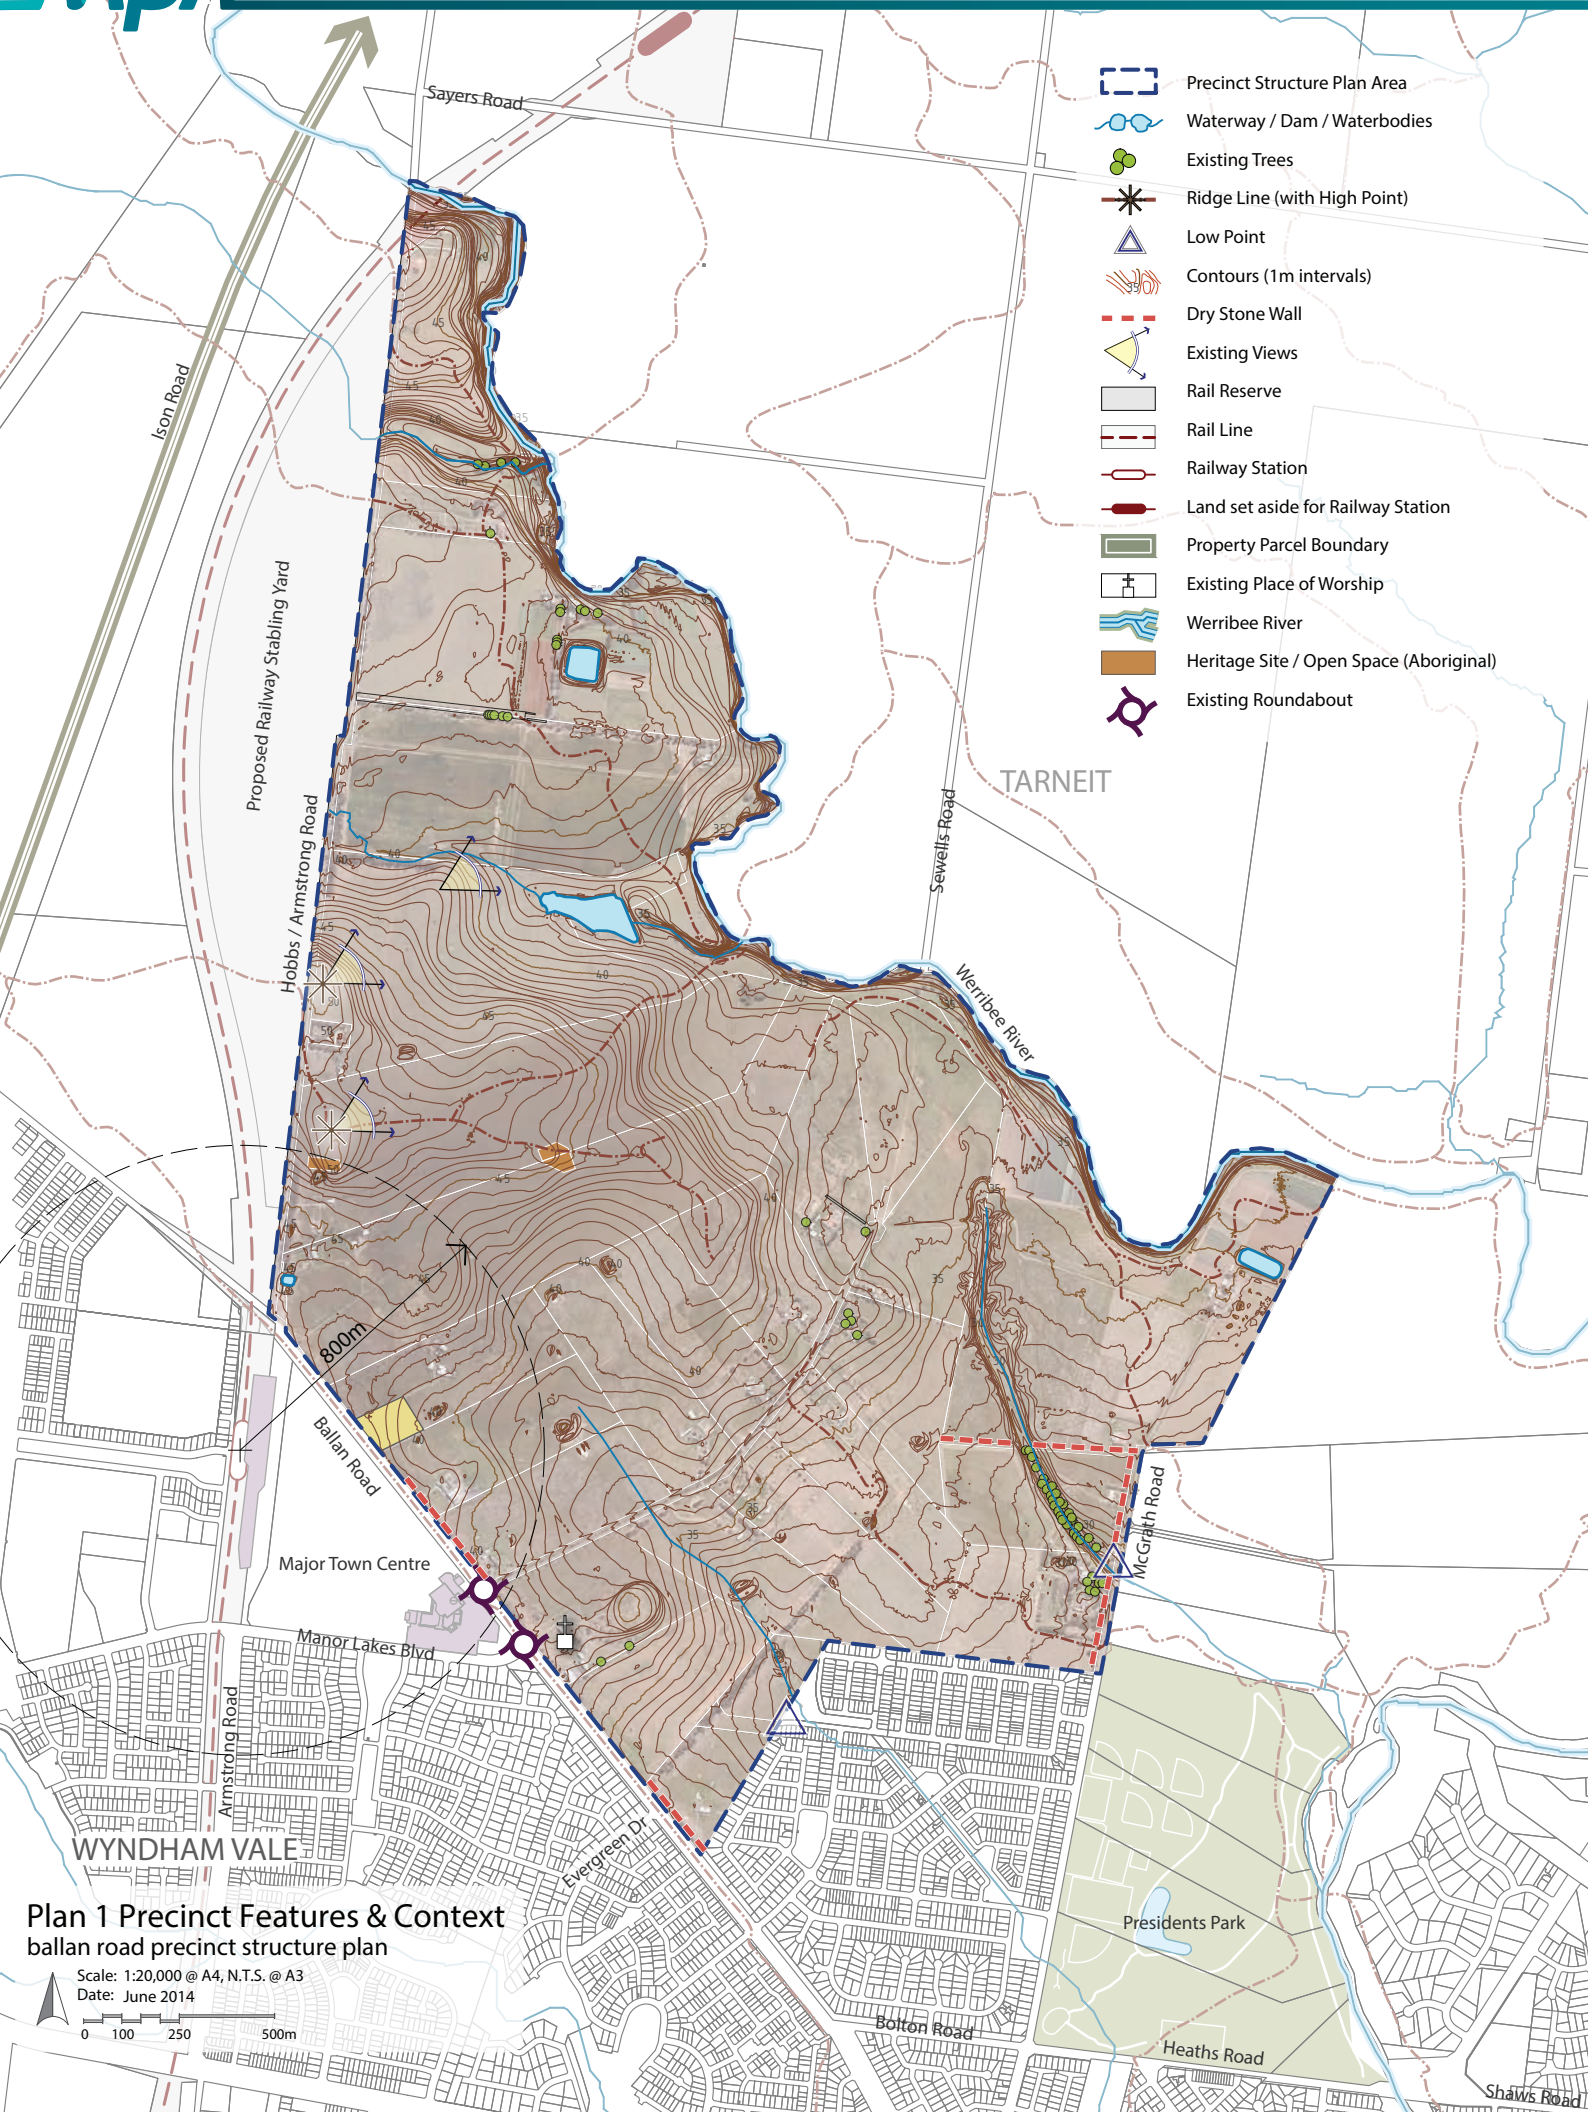 Sayers Road
Precinct Structure Plan Area
Waterway / Dam / Waterbodies
Existing Trees
Ridge Line (with High Point)
Low Point
Contours (1m intervals)
Dry Stone Wall
Existing Views
Rail Reserve
Rail Line
Railway Station
Land set aside for Railway Station
Property Parcel Boundary
Existing Place of Worship
Werribee River
Heritage Site / Open Space (Aboriginal)
Existing Roundabout
Ison Road
Proposed Railway Stabling Yard
Hobbs / Armstrong Road
TARNEIT
Sewells Road
Werribee River
800m
Ballan Road
McGrath Road
Major Town Centre
Manor Lakes Blvd
Armstrong Road
WYNDHAM VALE
Evergreen Dr
Presidents Park
Bolton Road
Heaths Road
Shaws Road
Plan 1 Precinct Features & Context
ballan road precinct structure plan
Scale: 1:20,000 @ A4, N.T.S. @ A3
Date: June 2014
0 100 250 500m